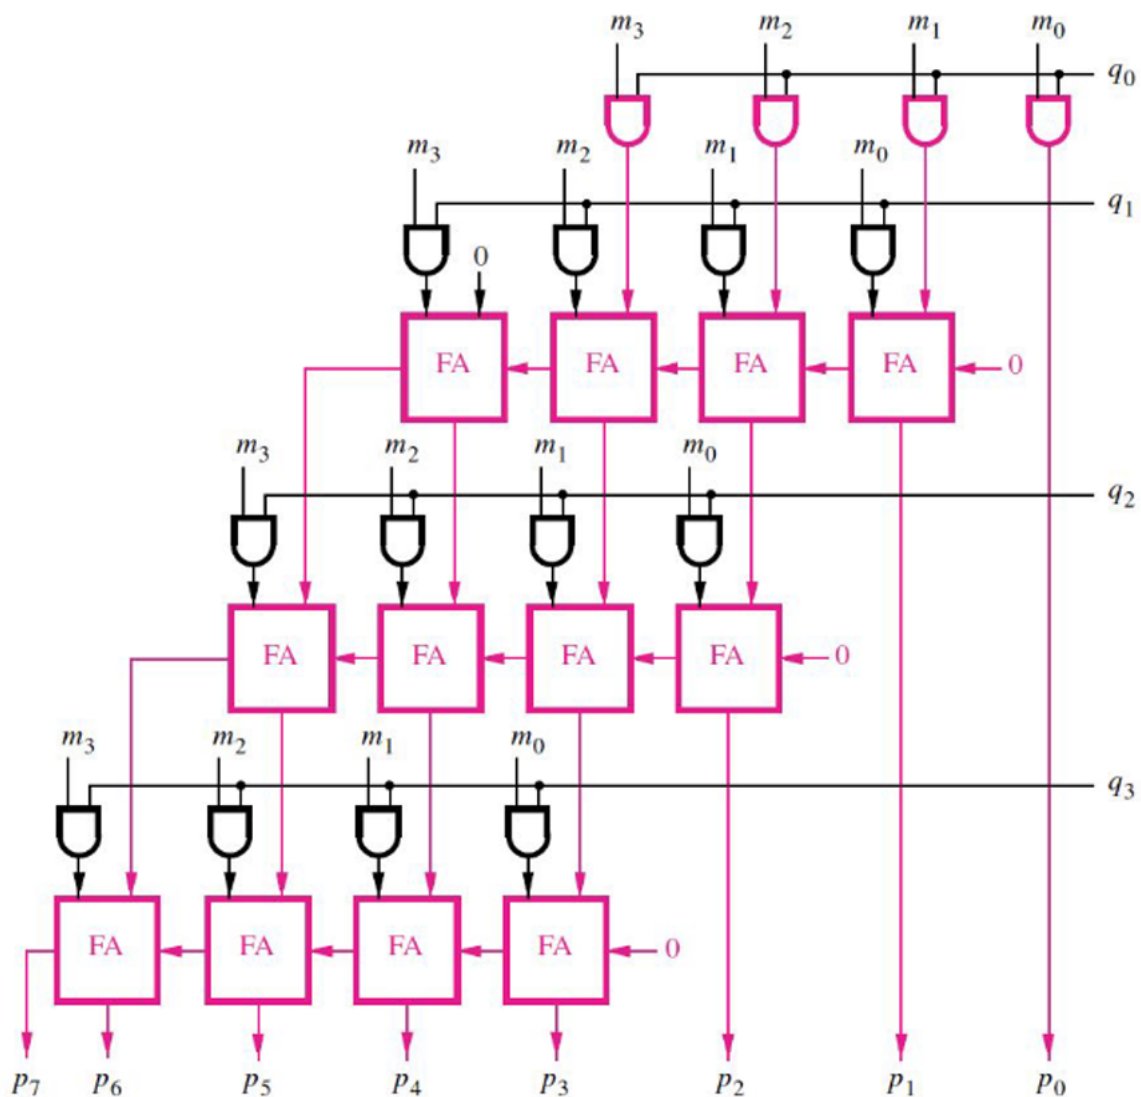 m₃ m₂ m₁ m₀
q₀
m₃ m₂ m₁ m₀
q₁
0
FA FA FA FA 0
m₃ m₂ m₁ m₀
q₂
FA FA FA FA 0
m₃ m₂ m₁ m₀
q₃
FA FA FA FA 0
p₇ p₆ p₅ p₄ p₃ p₂ p₁ p₀